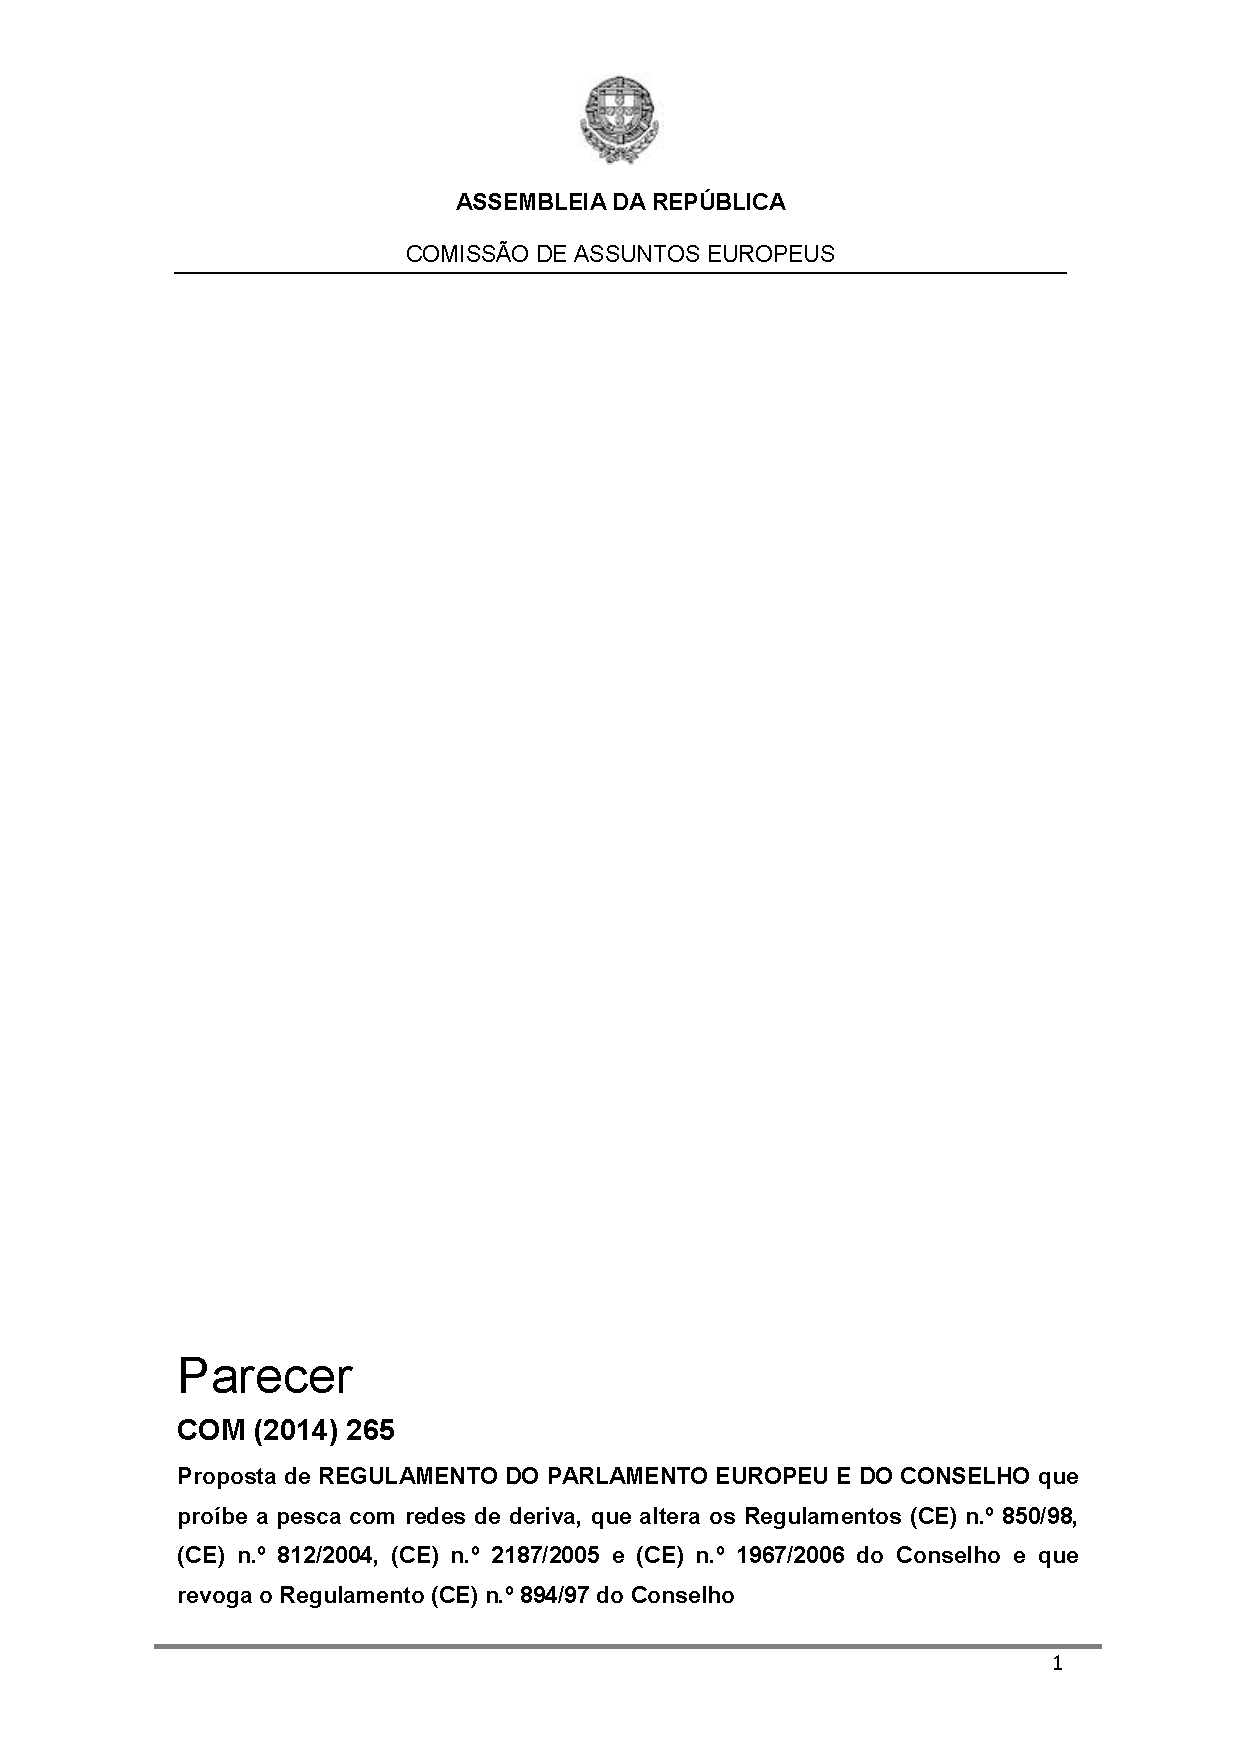 ASSEMBLEIA DA REPÚBLICA
COMISSÃO DE ASSUNTOS EUROPEUS
Parecer
COM (2014) 265
Proposta de REGULAMENTO DO PARLAMENTO EUROPEU E DO CONSELHO que
proíbe a pesca com redes de deriva, que altera os Regulamentos (CE) n.º 850/98,
(CE) n.º 812/2004, (CE) n.º 2187/2005 e (CE) n.º 1967/2006 do Conselho e que
revoga o Regulamento (CE) n.º 894/97 do Conselho
1